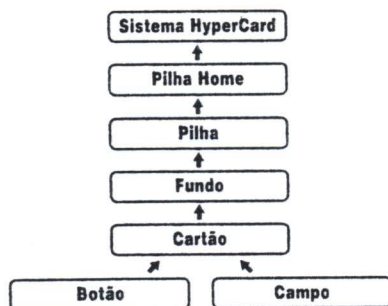 Sistema HyperCard
Pilha Home
Pilha
Fundo
Cartão
Botão
Campo